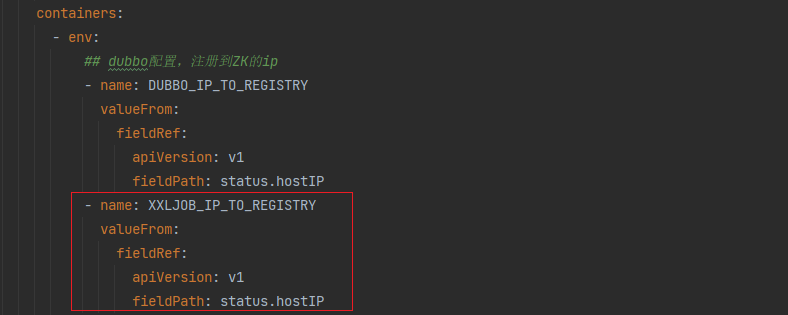 containers:
- env:
## dubbo配置，注册到ZK的ip
- name: DUBBO_IP_TO_REGISTRY
valueFrom:
fieldRef:
apiVersion: v1
fieldPath: status.hostIP
- name: XXLJOB_IP_TO_REGISTRY
valueFrom:
fieldRef:
apiVersion: v1
fieldPath: status.hostIP